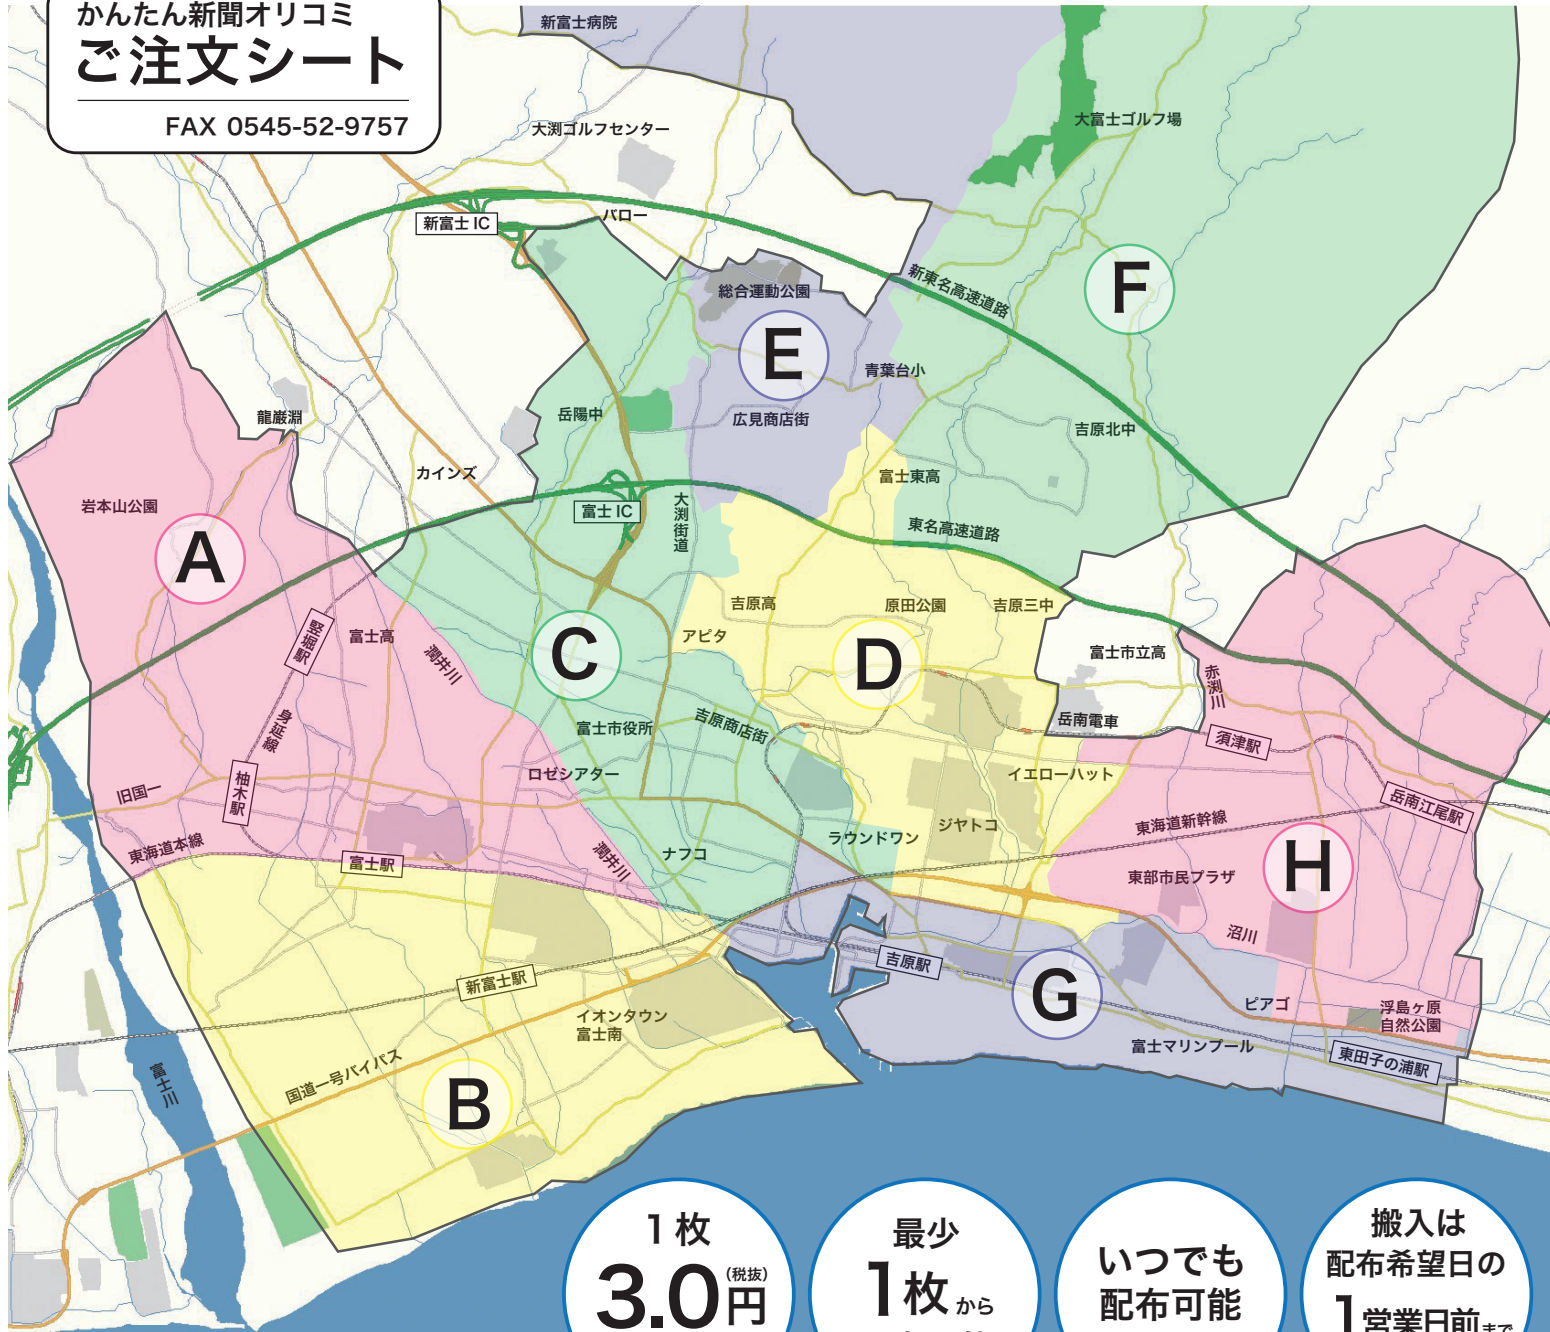 かんたん新聞オリコミ
ご注文シート
FAX 0545-52-9757
新富士病院
大渕ゴルフセンター
大富士ゴルフ場
新富士 IC
バロー
新東名高速道路
F
総合運動公園
E
青葉台小
龍巌淵
岳陽中
広見商店街
吉原北中
カインズ
富士東高
岩本山公園
富士 IC
大渕街道
東名高速道路
A
竪堀駅
富士高
潤井川
C
アピタ
吉原高
原田公園
吉原三中
D
富士市立高
赤渕川
身延線
富士市役所
吉原商店街
岳南電車
須津駅
旧国一
柚木駅
ロゼシアター
イエローハット
岳南江尾駅
東海道本線
富士駅
潤井川
ナフコ
ラウンドワン
ジヤトコ
東海道新幹線
東部市民プラザ
H
沼川
新富士駅
吉原駅
G
ピアゴ
浮島ヶ原
自然公園
イオンタウン
富士南
富士マリンプール
東田子の浦駅
富士川
国道一号バイパス
B
1枚
3.0円(税抜)
最少
1枚から
いつでも
配布可能
搬入は
配布希望日の
1営業日前まで